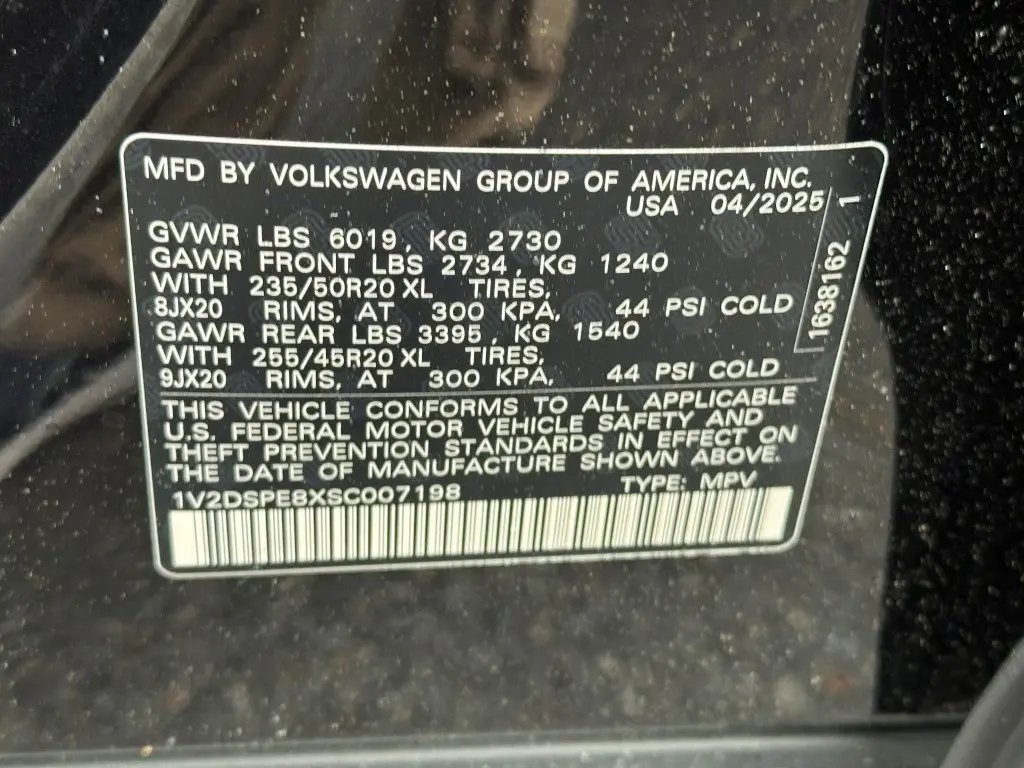 MFD BY VOLKSWAGEN GROUP OF AMERICA, INC.
USA 04/2025
GVWR LBS 6019, KG 2730
GAWR FRONT LBS 2734, KG 1240
WITH 235/50R20 XL TIRES,
8JX20 RIMS, AT 300 KPA, 44 PSI COLD
GAWR REAR LBS 3395, KG 1540
WITH 255/45R20 XL TIRES,
9JX20 RIMS, AT 300 KPA, 44 PSI COLD
THIS VEHICLE CONFORMS TO ALL APPLICABLE
U.S. FEDERAL MOTOR VEHICLE SAFETY AND
THEFT PREVENTION STANDARDS IN EFFECT ON
THE DATE OF MANUFACTURE SHOWN ABOVE.
1V2DSPE8XSC007198 TYPE: MPV
1638162 1